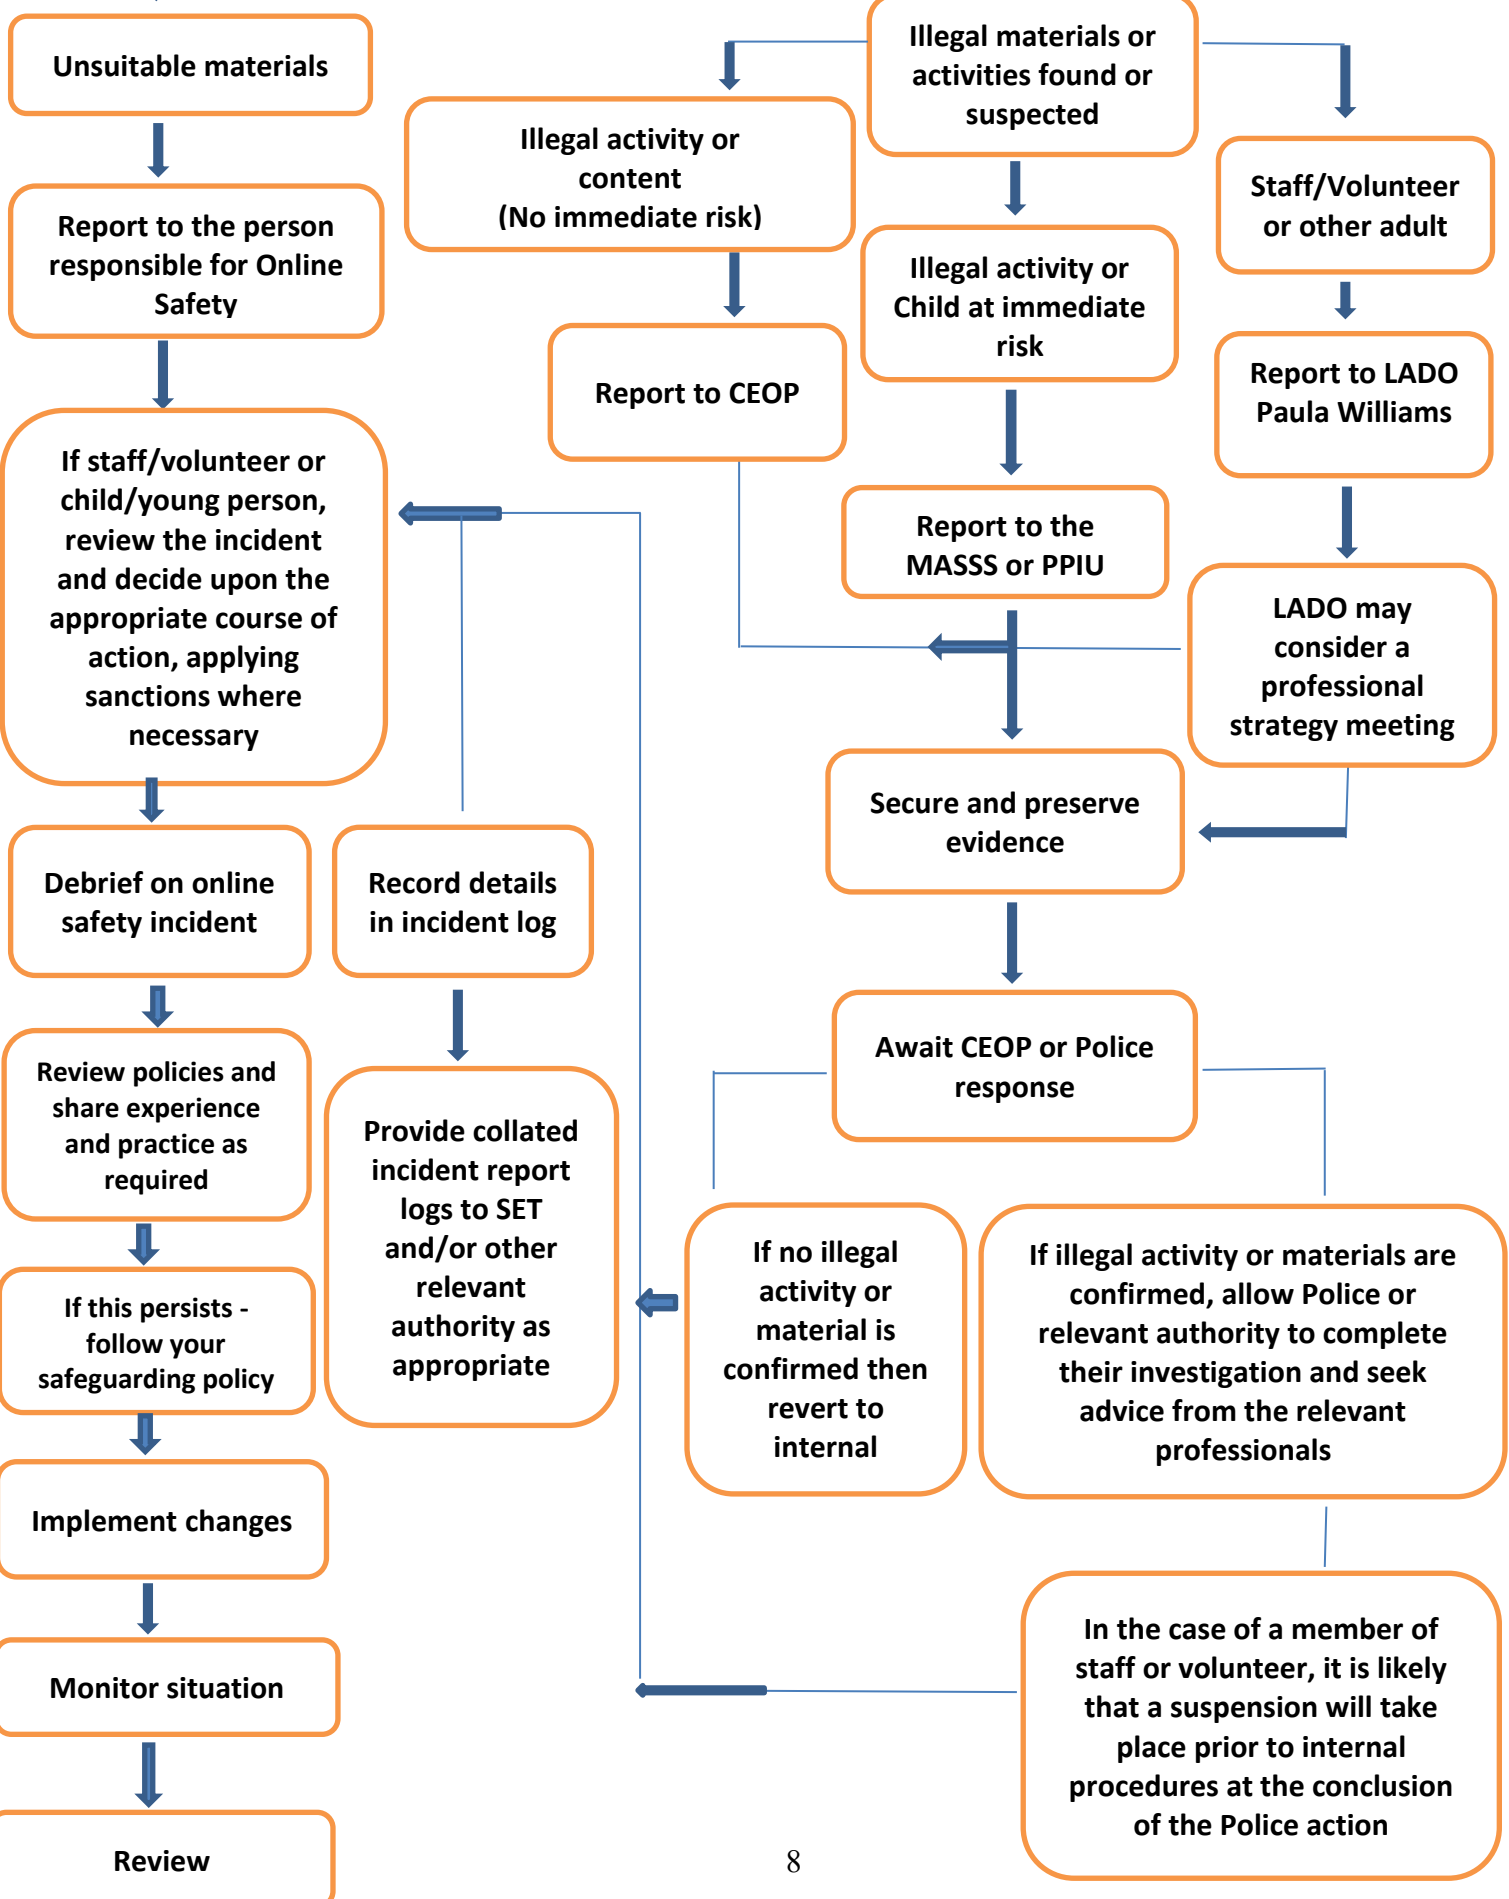 Unsuitable materials
Report to the person
responsible for Online
Safety
If staff/volunteer or
child/young person,
review the incident
and decide upon the
appropriate course of
action, applying
sanctions where
necessary
Debrief on online
safety incident
Review policies and
share experience
and practice as
required
If this persists -
follow your
safeguarding policy
Implement changes
Monitor situation
Review
Record details
in incident log
Provide collated
incident report
logs to SET
and/or other
relevant
authority as
appropriate
Illegal materials or
activities found or
suspected
Illegal activity or
content
(No immediate risk)
Report to CEOP
Illegal activity or
Child at immediate
risk
Report to the
MASSS or PPIU
Staff/Volunteer
or other adult
Report to LADO
Paula Williams
LADO may
consider a
professional
strategy meeting
Secure and preserve
evidence
Await CEOP or Police
response
If no illegal
activity or
material is
confirmed then
revert to
internal
If illegal activity or materials are
confirmed, allow Police or
relevant authority to complete
their investigation and seek
advice from the relevant
professionals
In the case of a member of
staff or volunteer, it is likely
that a suspension will take
place prior to internal
procedures at the conclusion
of the Police action
8